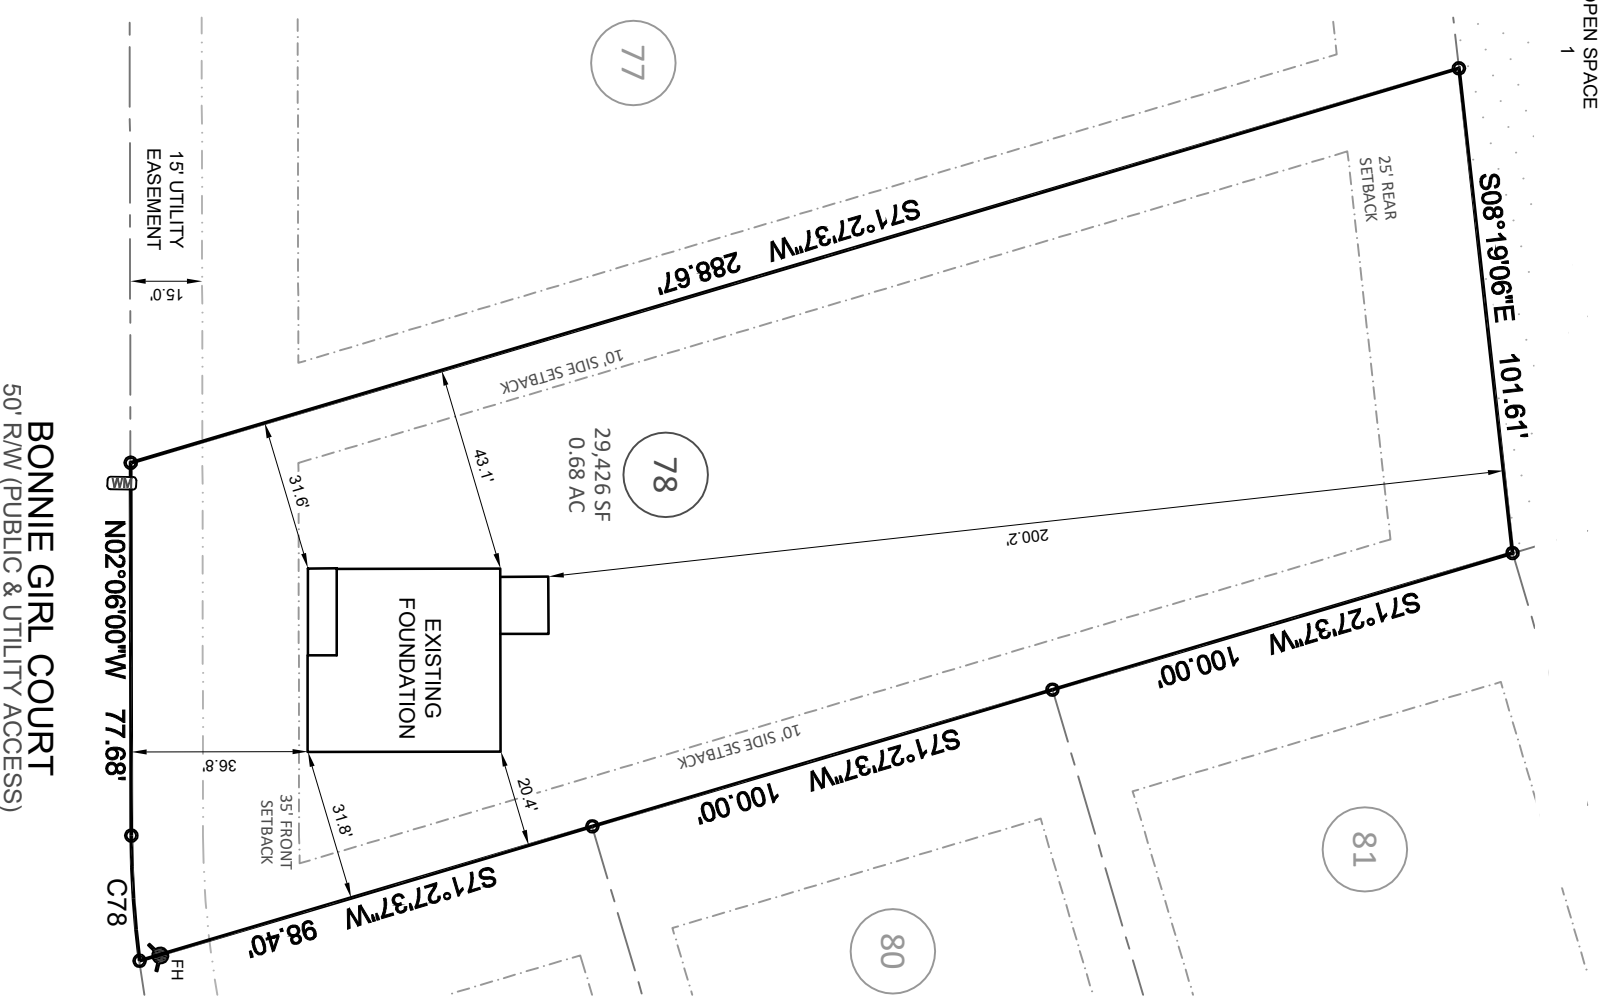 OPEN SPACE
1
77
25' REAR
SETBACK
S08°19'06"E 101.61'
S71°27'37"W 288.67'
15' UTILITY
EASEMENT
15.0'
10' SIDE SETBACK
43.1'
31.6'
78
29,426 SF
0.68 AC
200.2'
WM
N02°06'00"W 77.68'
BONNIE GIRL COURT
50' R/W (PUBLIC & UTILITY ACCESS)
EXISTING
FOUNDATION
S71°27'37"W 100.00'
10' SIDE SETBACK
S71°27'37"W 100.00'
36.8'
35' FRONT
SETBACK
31.8'
20.4'
S71°27'37"W 98.40'
C78
FH
81
80